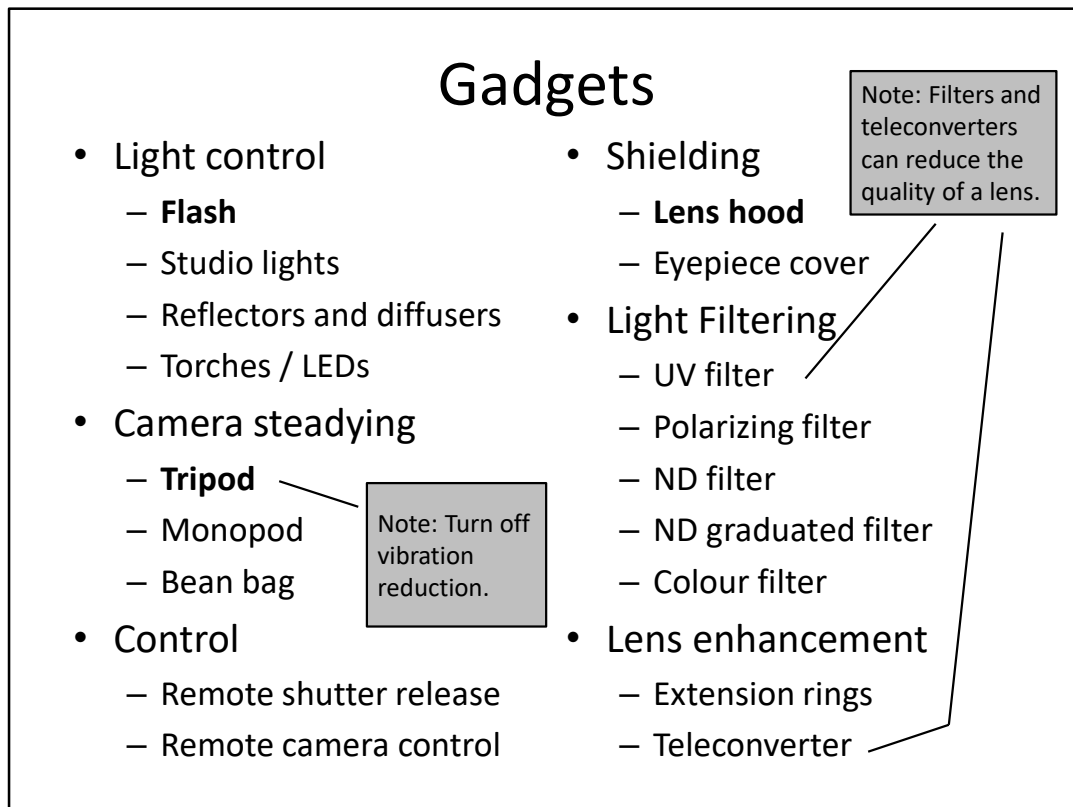 Gadgets
• Light control
– Flash
– Studio lights
– Reflectors and diffusers
– Torches / LEDs
• Camera steadying
– Tripod
– Monopod
– Bean bag
Note: Turn off
vibration
reduction.
• Control
– Remote shutter release
– Remote camera control
• Shielding
– Lens hood
– Eyepiece cover
Note: Filters and
teleconverters
can reduce the
quality of a lens.
• Light Filtering
– UV filter
– Polarizing filter
– ND filter
– ND graduated filter
– Colour filter
• Lens enhancement
– Extension rings
– Teleconverter